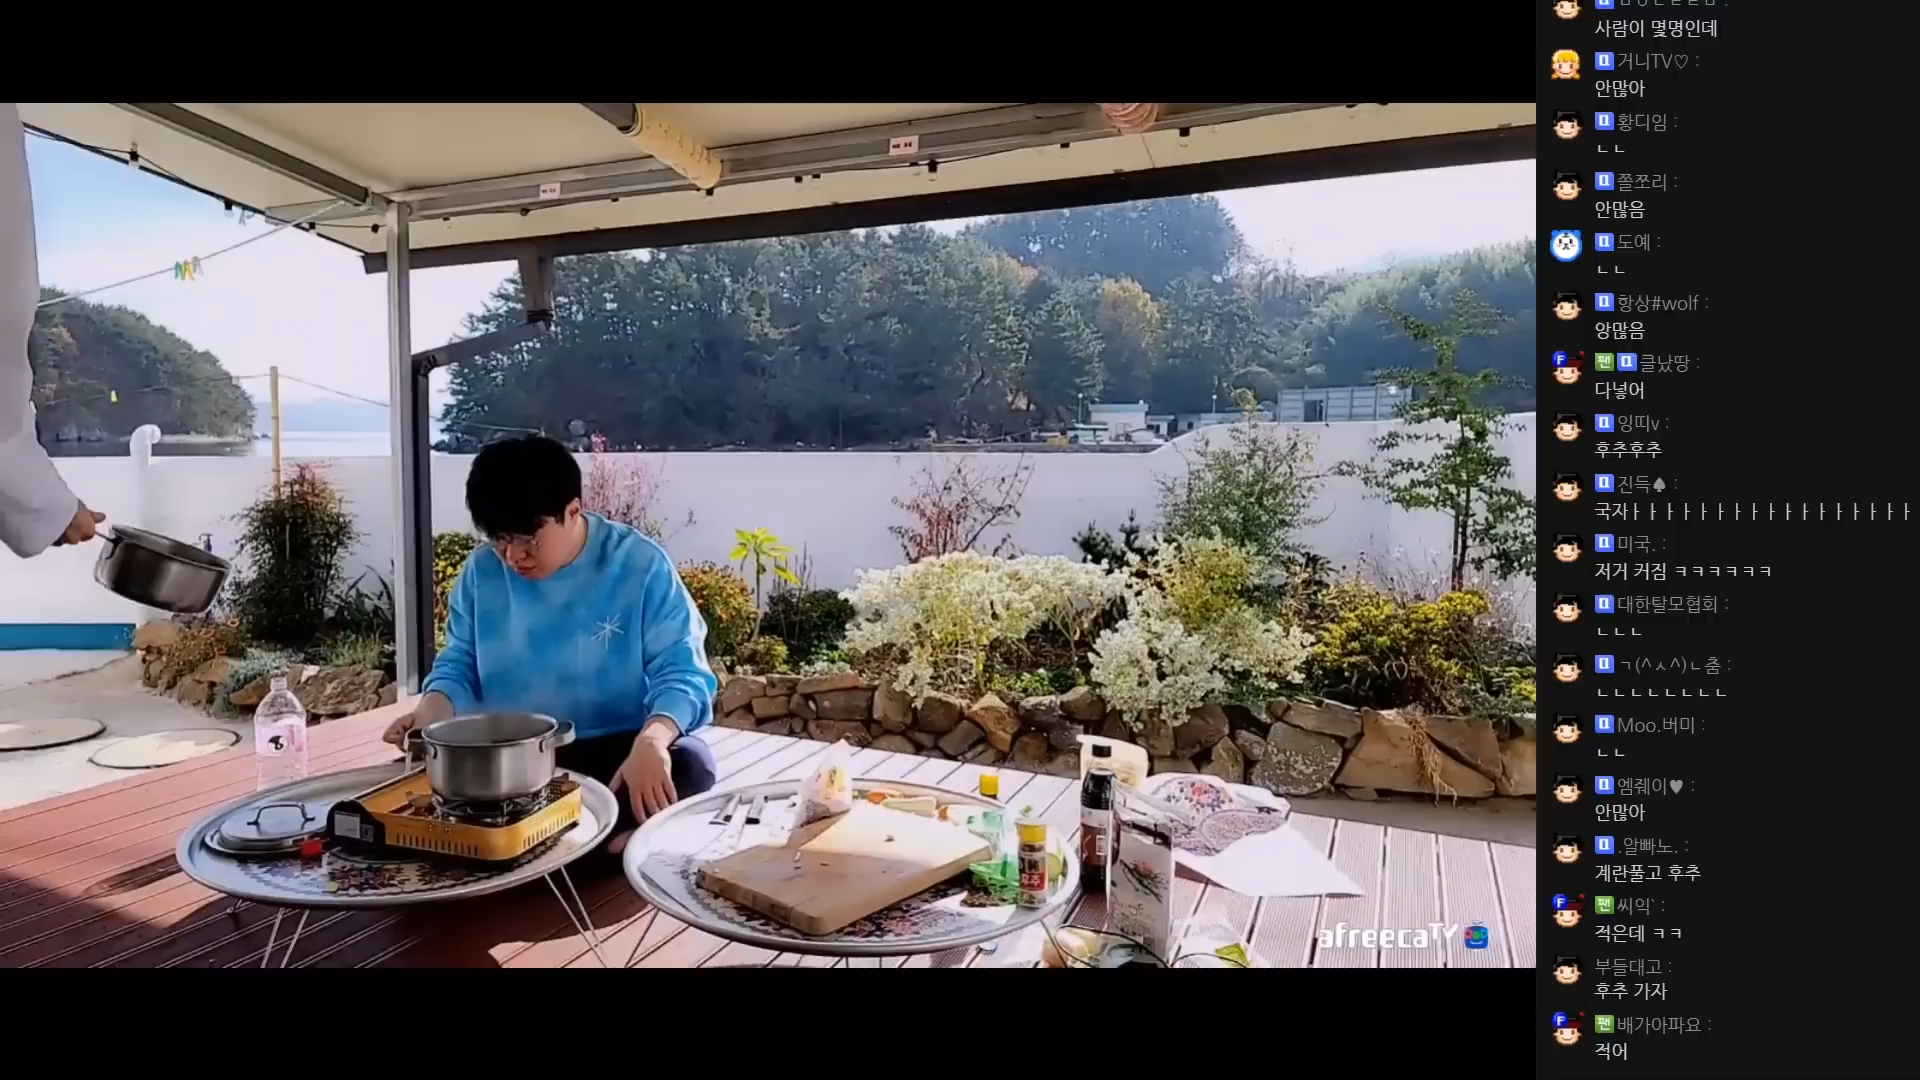 사람이 몇명인데
거니TV♡ :
안많아
황디임 :
ㄴㄴ
쫄쪼리 :
안많음
도예 :
ㄴㄴ
항상#wolf :
앙많음
팬 클났땅 :
다넣어
잉띠v :
후추후추
진득♠ :
국자ㅏㅏㅏㅏㅏㅏㅏㅏㅏㅏㅏㅏㅏㅏㅏㅏㅏ
미국. :
저거 커짐 ㅋㅋㅋㅋㅋㅋ
대한탈모협회 :
ㄴㄴㄴ
ㄱ(^ㅅ^)ㄴ춤 :
ㄴㄴㄴㄴㄴㄴㄴㄴ
Moo.버미 :
ㄴㄴ
엠줴이♥ :
안많아
.알빠노. :
계란풀고 후추
팬 씨익` :
적은데 ㅋㅋ
부들대고 :
후추 가자
팬 배가아파요 :
적어
afreecaTV